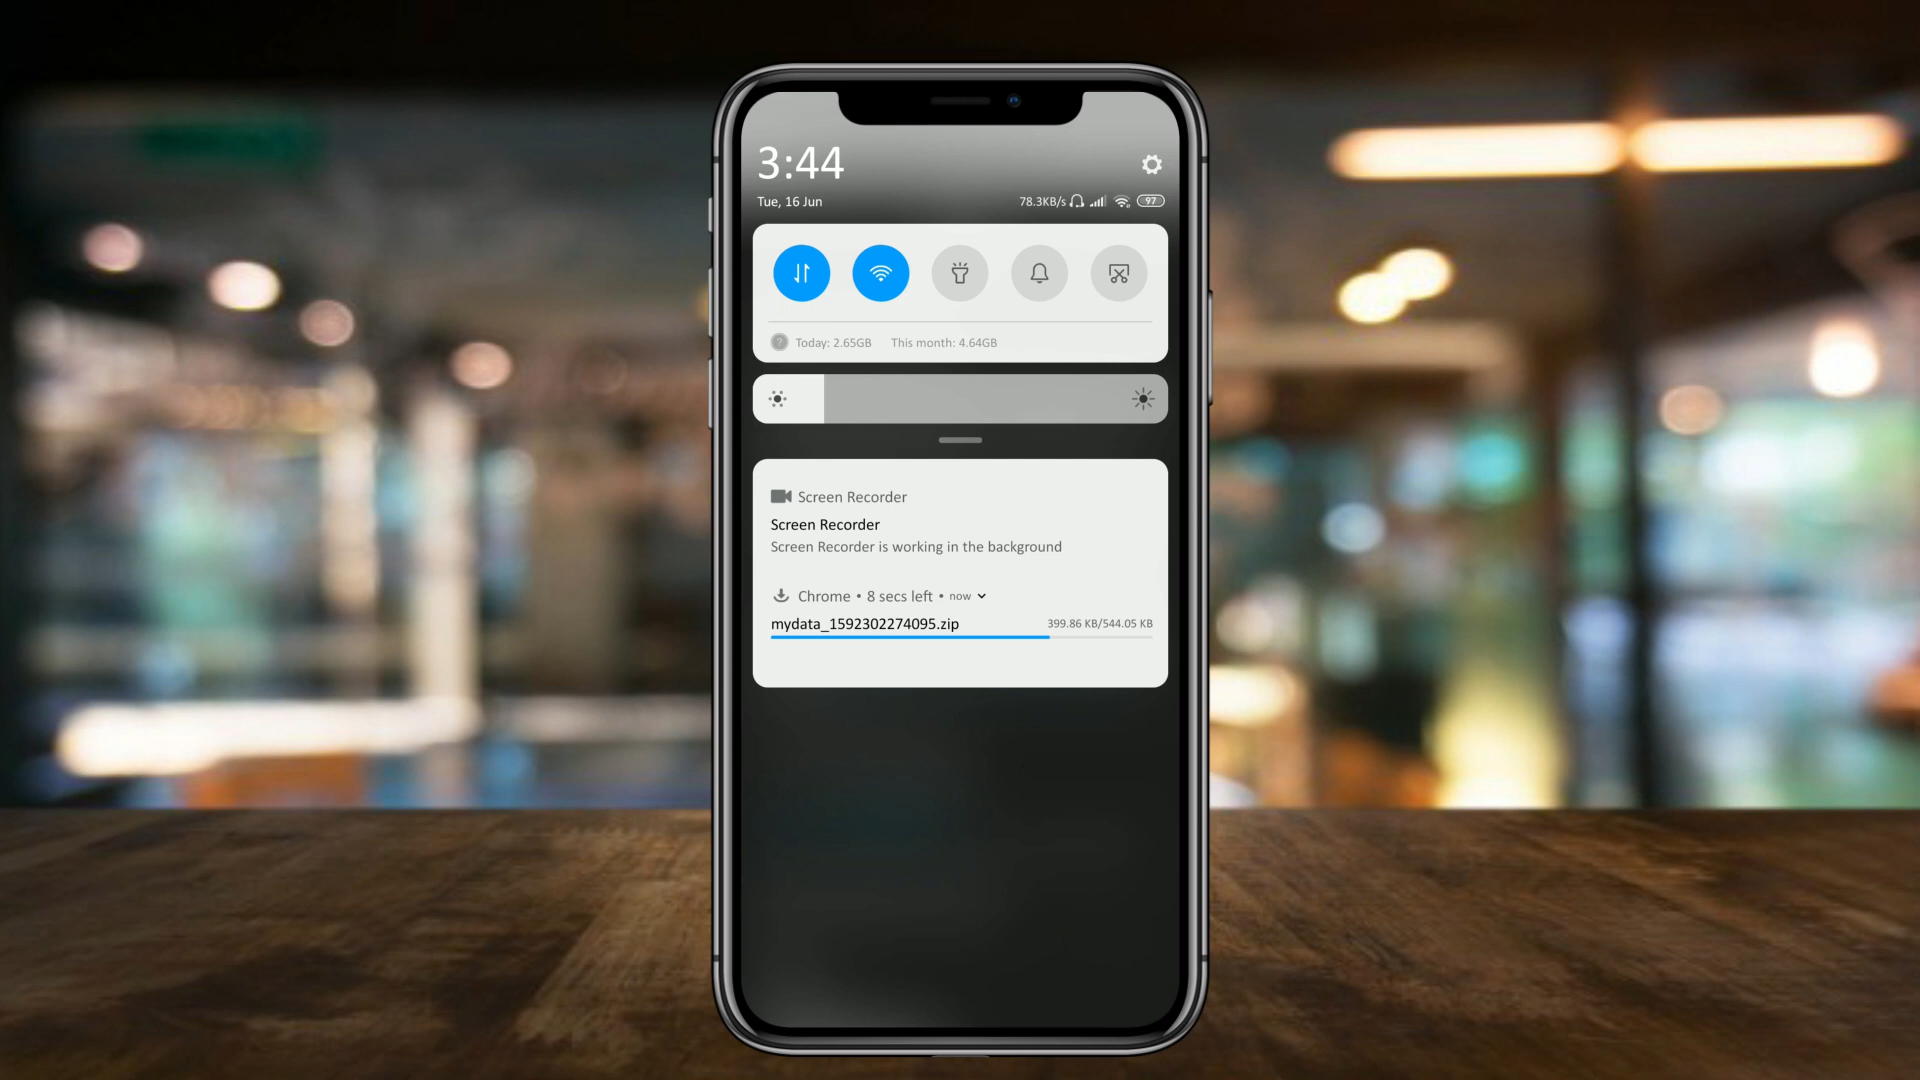 3:44
Tue, 16 Jun 78.3KB/s 97
? Today: 2.65GB This month: 4.64GB
Screen Recorder
Screen Recorder
Screen Recorder is working in the background
Chrome • 8 secs left • now
mydata_1592302274095.zip 399.86 KB/544.05 KB